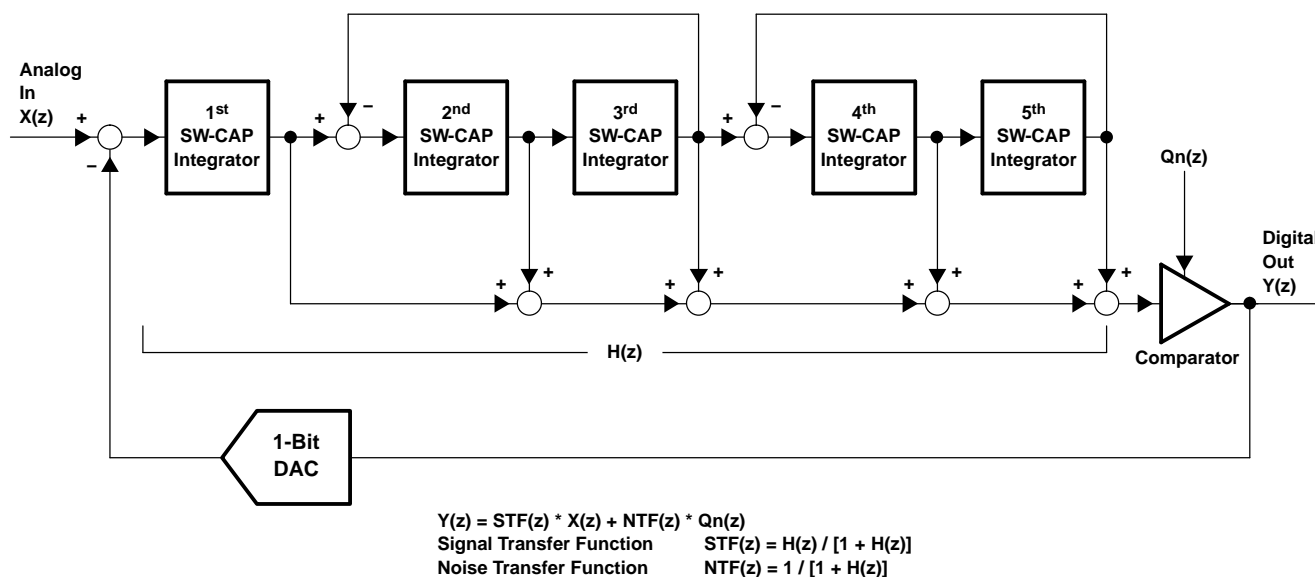 Analog
In
X(z)
+
−
1st
SW-CAP
Integrator
+
−
2nd
SW-CAP
Integrator
3rd
SW-CAP
Integrator
+
−
4th
SW-CAP
Integrator
5th
SW-CAP
Integrator
Qn(z)
Digital
Out
Y(z)
+
+
+
+
+
+
+
+
Comparator
H(z)
1-Bit
DAC
Y(z) = STF(z) * X(z) + NTF(z) * Qn(z)
Signal Transfer Function STF(z) = H(z) / [1 + H(z)]
Noise Transfer Function NTF(z) = 1 / [1 + H(z)]